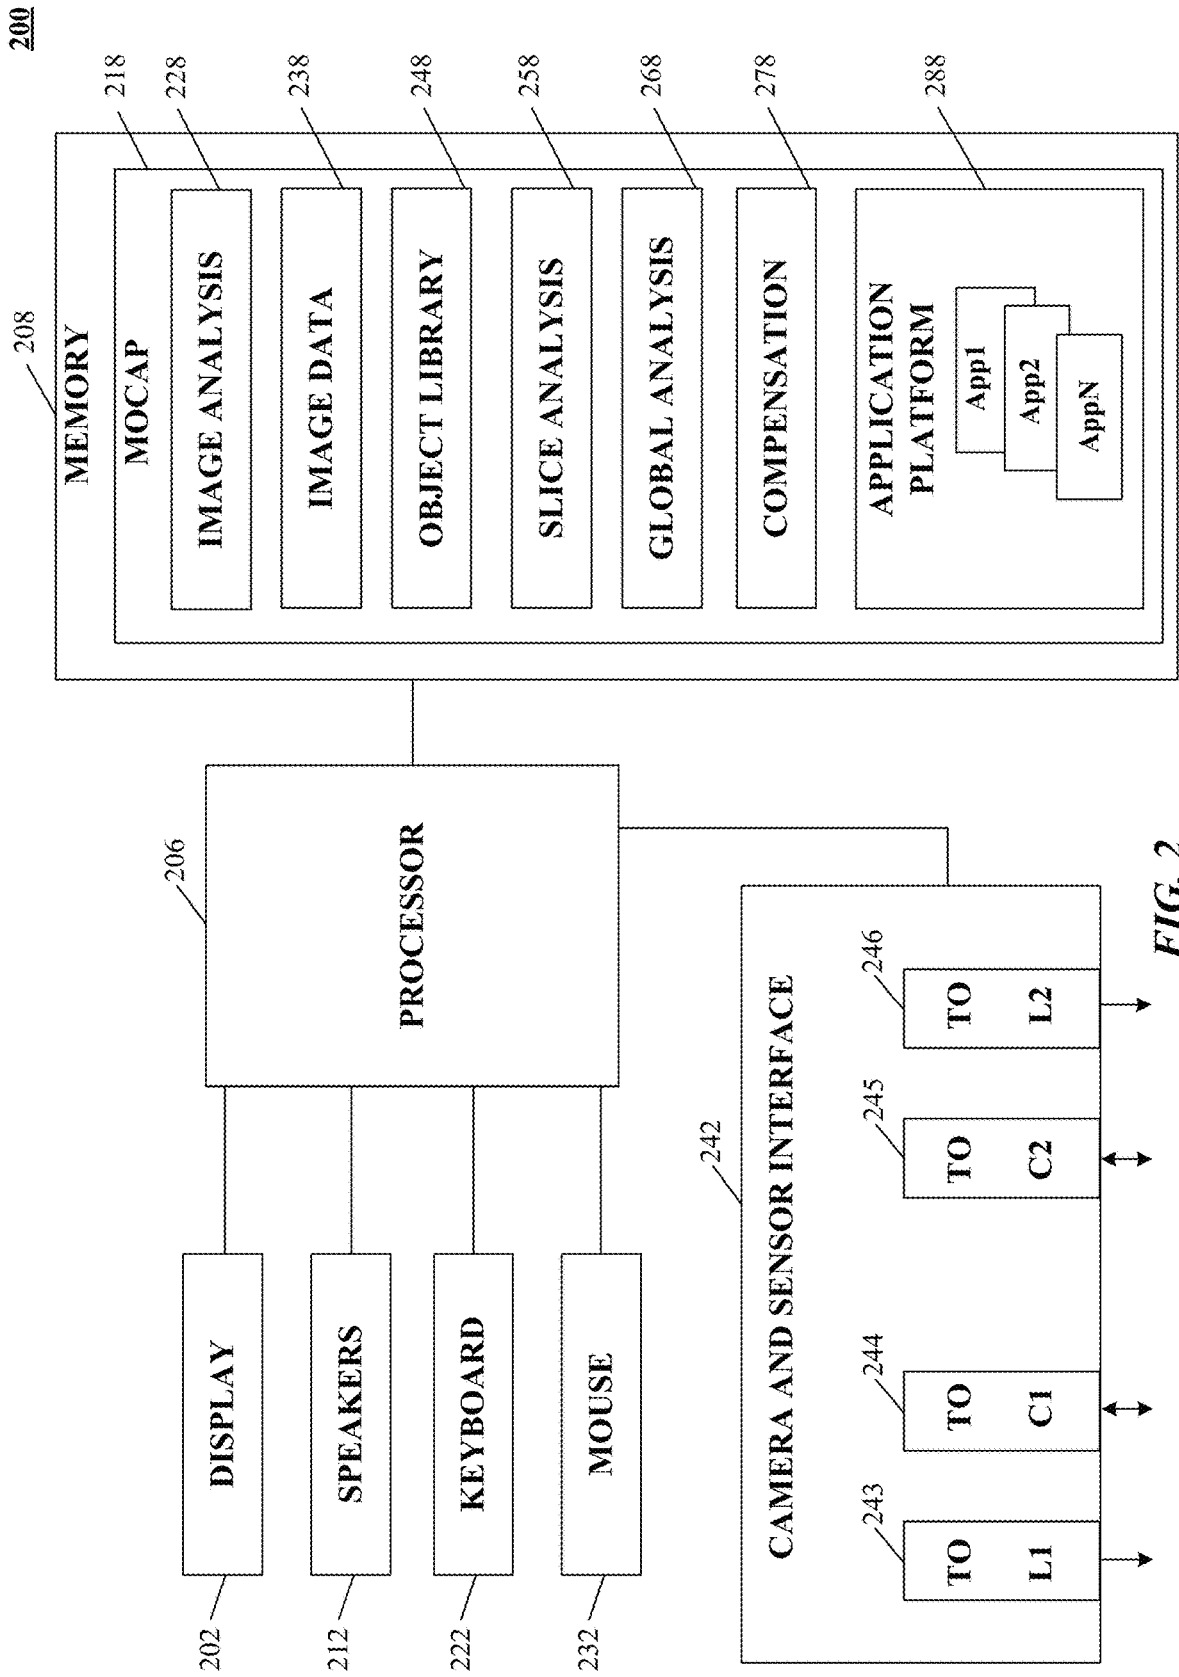 200
208
MEMORY
218
MOCAP
228
IMAGE ANALYSIS
238
IMAGE DATA
248
OBJECT LIBRARY
258
SLICE ANALYSIS
268
GLOBAL ANALYSIS
278
COMPENSATION
288
APPLICATION
PLATFORM
App1
App2
AppN
206
PROCESSOR
DISPLAY
202
SPEAKERS
212
KEYBOARD
222
MOUSE
232
242
CAMERA AND SENSOR INTERFACE
243
TO
L1
244
TO
C1
245
TO
C2
246
TO
L2
FIG. 2